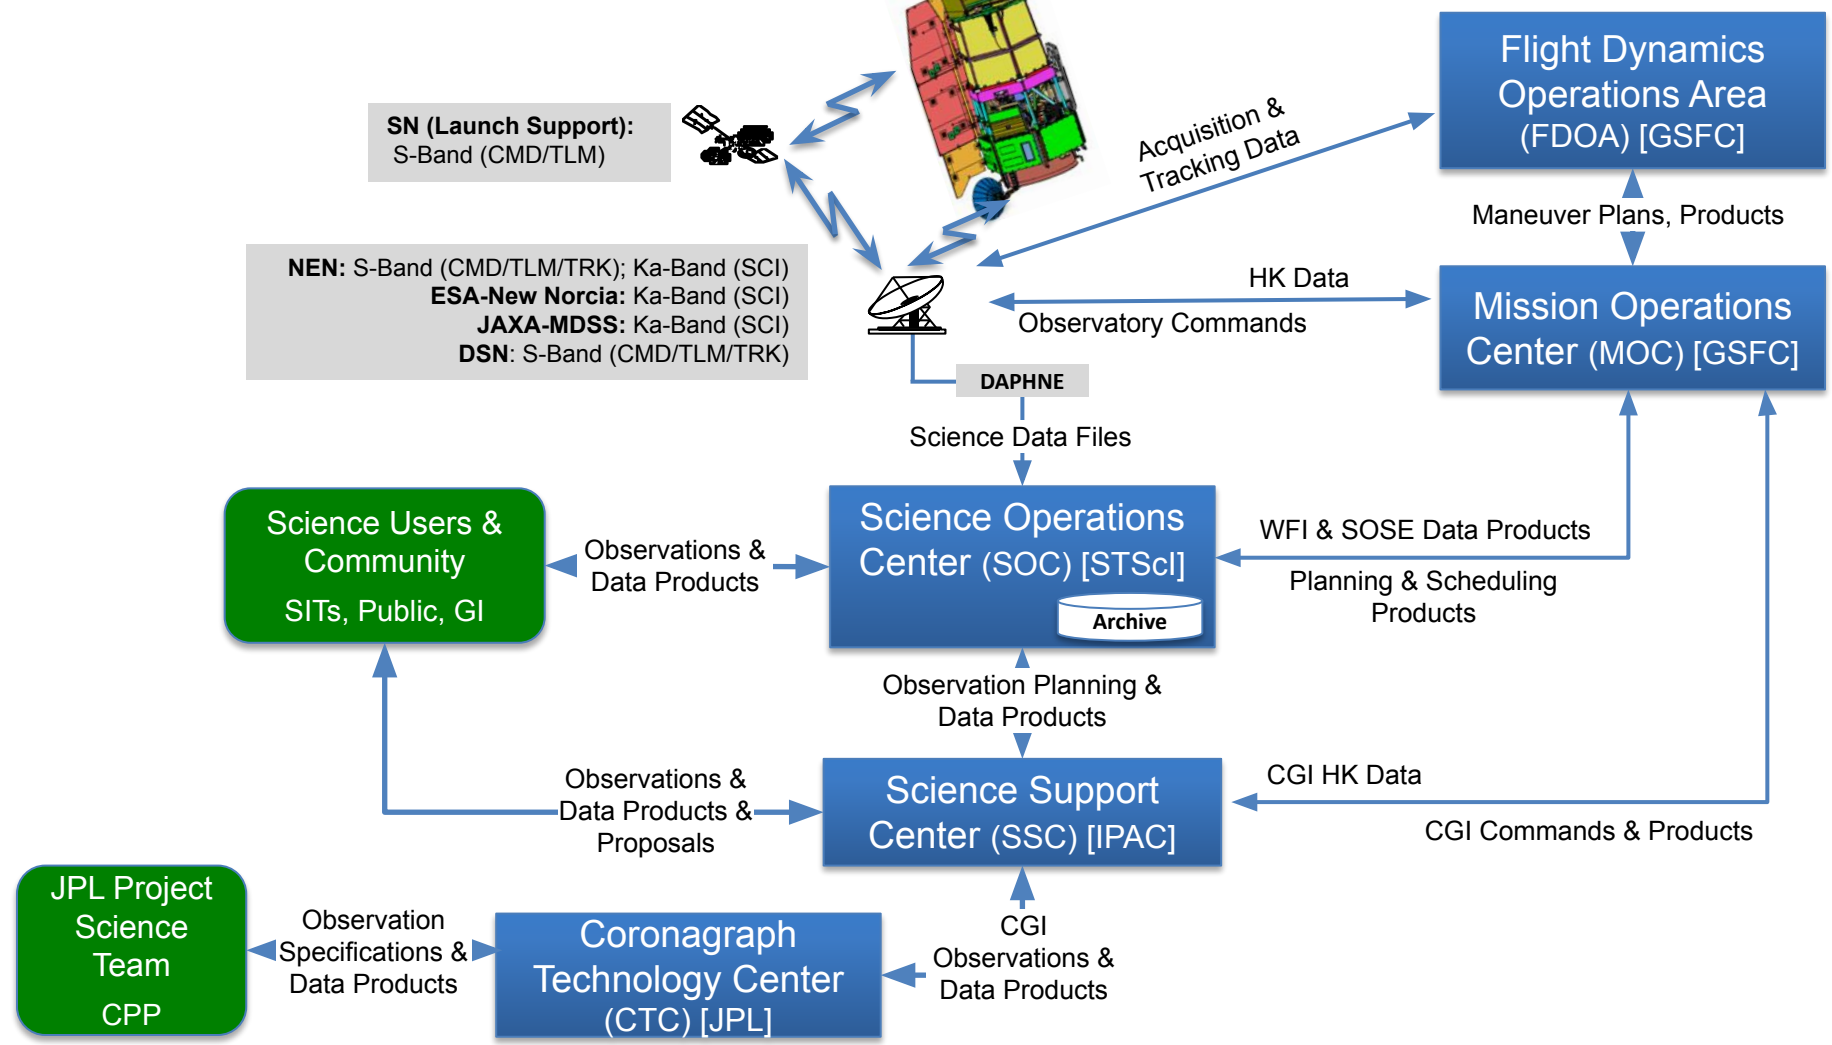 Flight Dynamics
Operations Area
(FDOA) [GSFC]
SN (Launch Support):
S-Band (CMD/TLM)
Acquisition &
Tracking Data
Maneuver Plans, Products
NEN: S-Band (CMD/TLM/TRK); Ka-Band (SCI)
ESA-New Norcia: Ka-Band (SCI)
JAXA-MDSS: Ka-Band (SCI)
DSN: S-Band (CMD/TLM/TRK)
HK Data
Observatory Commands
Mission Operations
Center (MOC) [GSFC]
DAPHNE
Science Data Files
Science Users &
Community
SITs, Public, GI
Observations &
Data Products
Science Operations
Center (SOC) [STScI]
Archive
WFI & SOSE Data Products
Planning & Scheduling
Products
Observation Planning &
Data Products
Observations &
Data Products &
Proposals
Science Support
Center (SSC) [IPAC]
CGI HK Data
CGI Commands & Products
JPL Project
Science
Team
CPP
Observation
Specifications &
Data Products
Coronagraph
Technology Center
(CTC) [JPL]
CGI
Observations &
Data Products